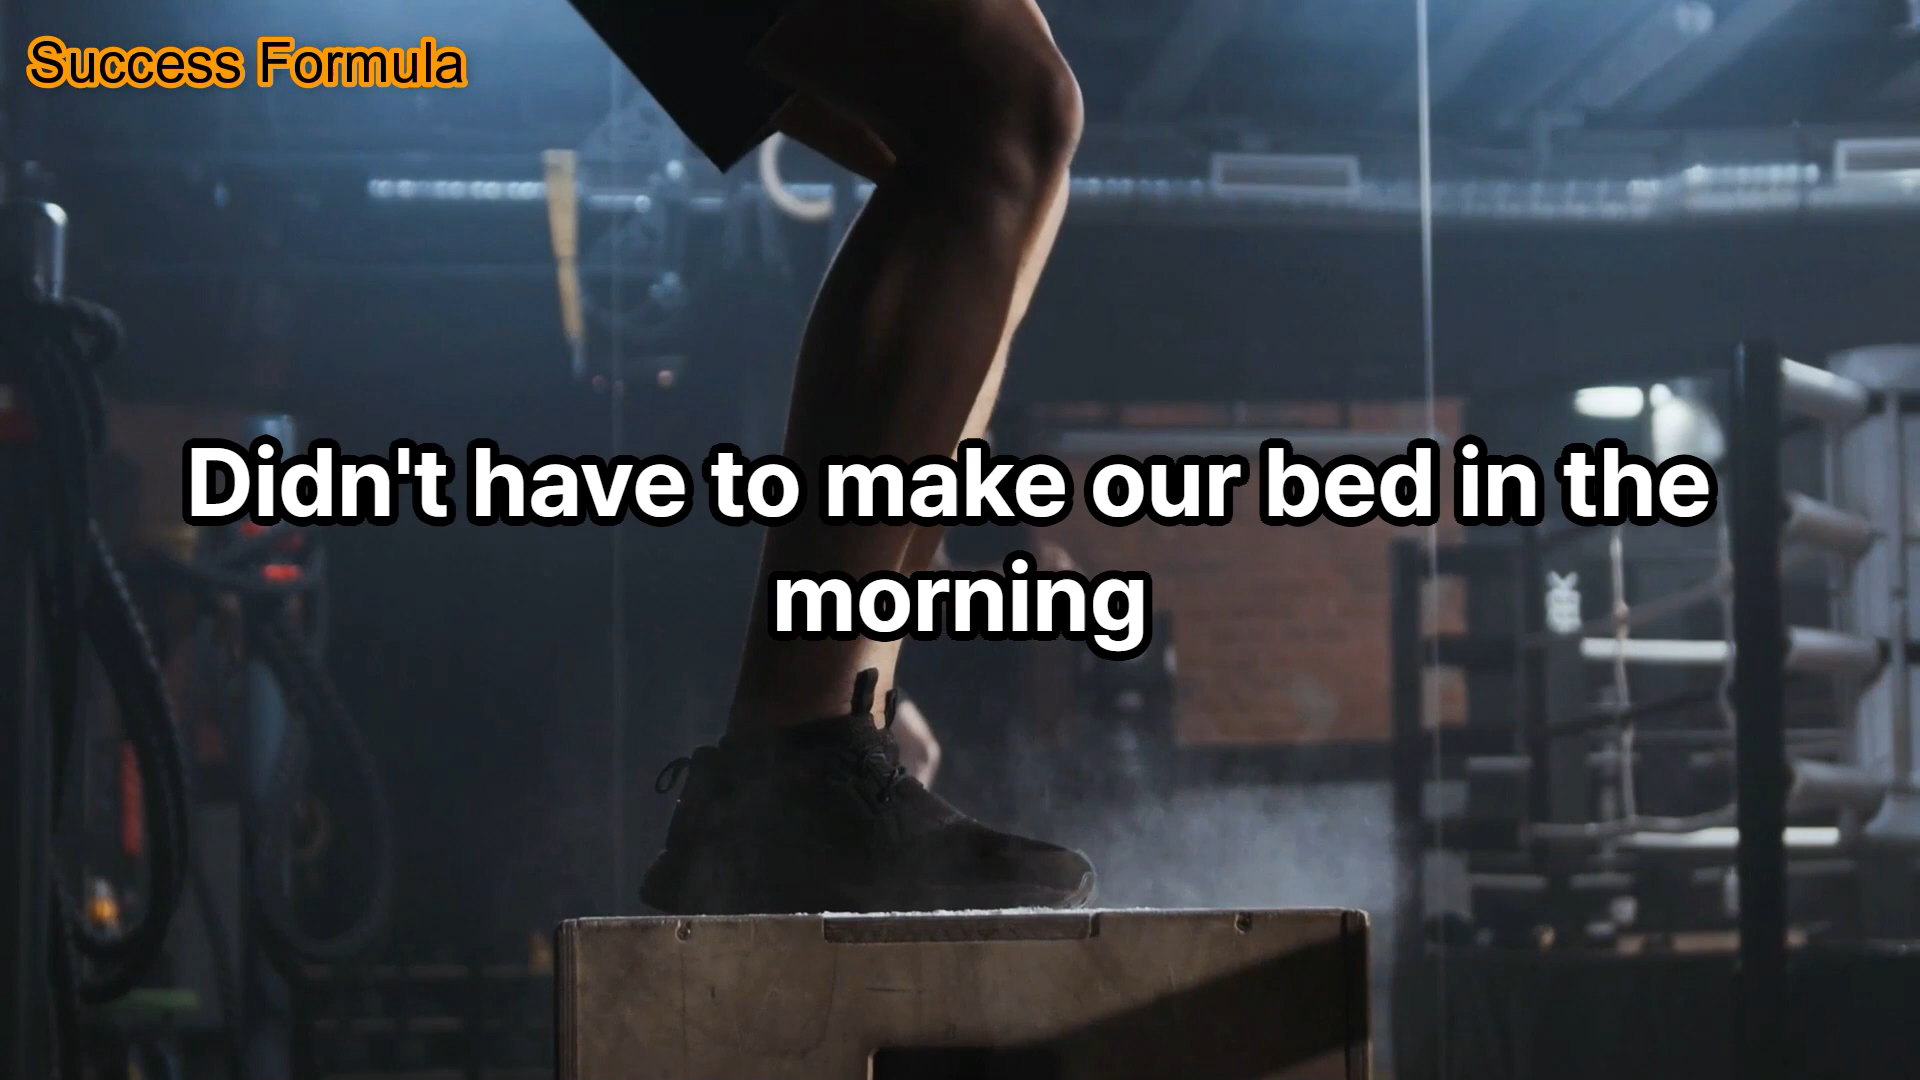 Success Formula
Didn't have to make our bed in the
morning